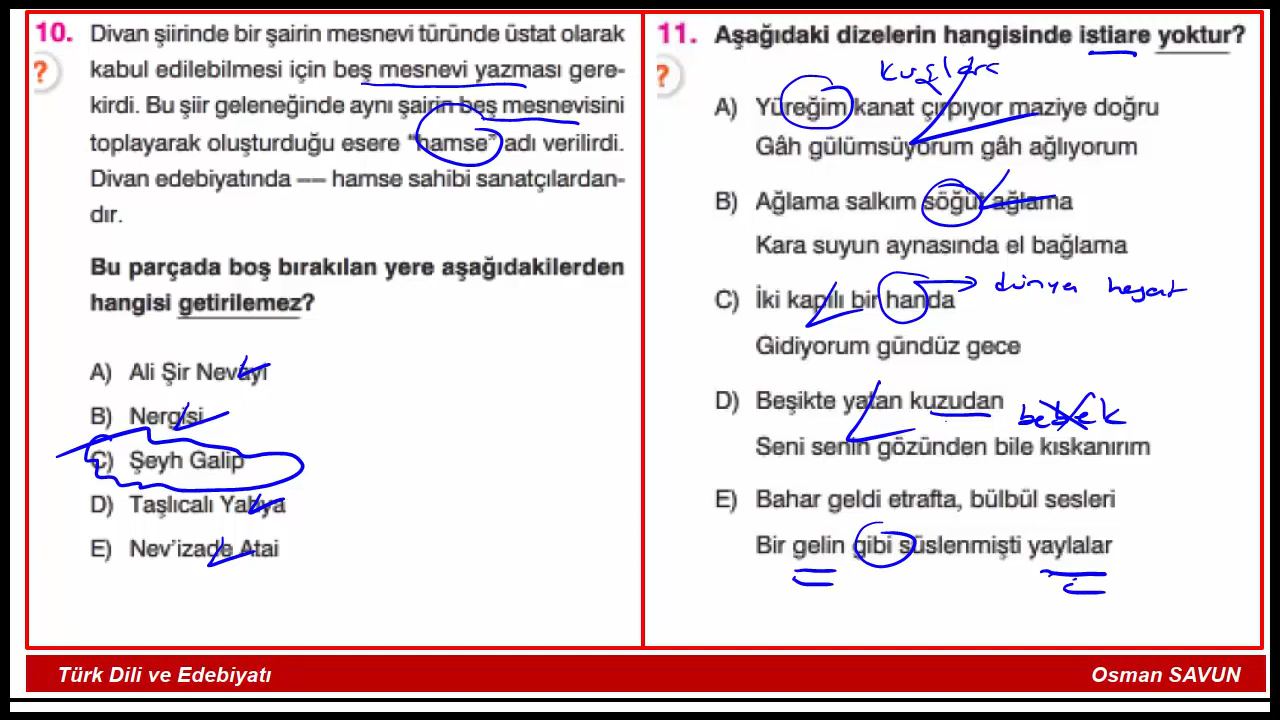 10. Divan şiirinde bir şairin mesnevi türünde üstat olarak
kabul edilebilmesi için beş mesnevi yazması gere-
kirdi. Bu şiir geleneğinde aynı şairin beş mesnevisini
toplayarak oluşturduğu esere "hamse" adı verilirdi.
Divan edebiyatında ---- hamse sahibi sanatçılardan-
dır.
Bu parçada boş bırakılan yere aşağıdakilerden
hangisi getirilemez?
A) Ali Şir Nevayi
B) Nergisi
C) Şeyh Galip
D) Taşlıcalı Yahya
E) Nev'izade Atai
?
11. Aşağıdaki dizelerin hangisinde istiare yoktur?
?
A) Yüreğim kanat çırpıyor maziye doğru
Gâh gülümsüyorum gâh ağlıyorum
B) Ağlama salkım söğüt ağlama
Kara suyun aynasında el bağlama
C) İki kapılı bir handa
dünya hayat
Gidiyorum gündüz gece
D) Beşikte yatan kuzudan
bebek
Seni senin gözünden bile kıskanırım
E) Bahar geldi etrafta, bülbül sesleri
Bir gelin gibi süslenmişti yaylalar
Türk Dili ve Edebiyatı
Osman SAVUN